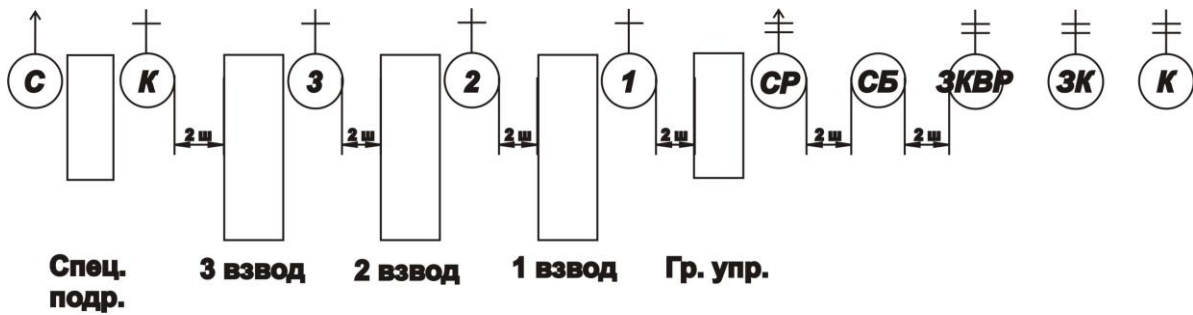 С К 3 2 1 СР СБ ЗКВР ЗК К
2 ш 2 ш 2 ш 2 ш 2 ш 2 ш
Спец. подр.
3 взвод
2 взвод
1 взвод
Гр. упр.